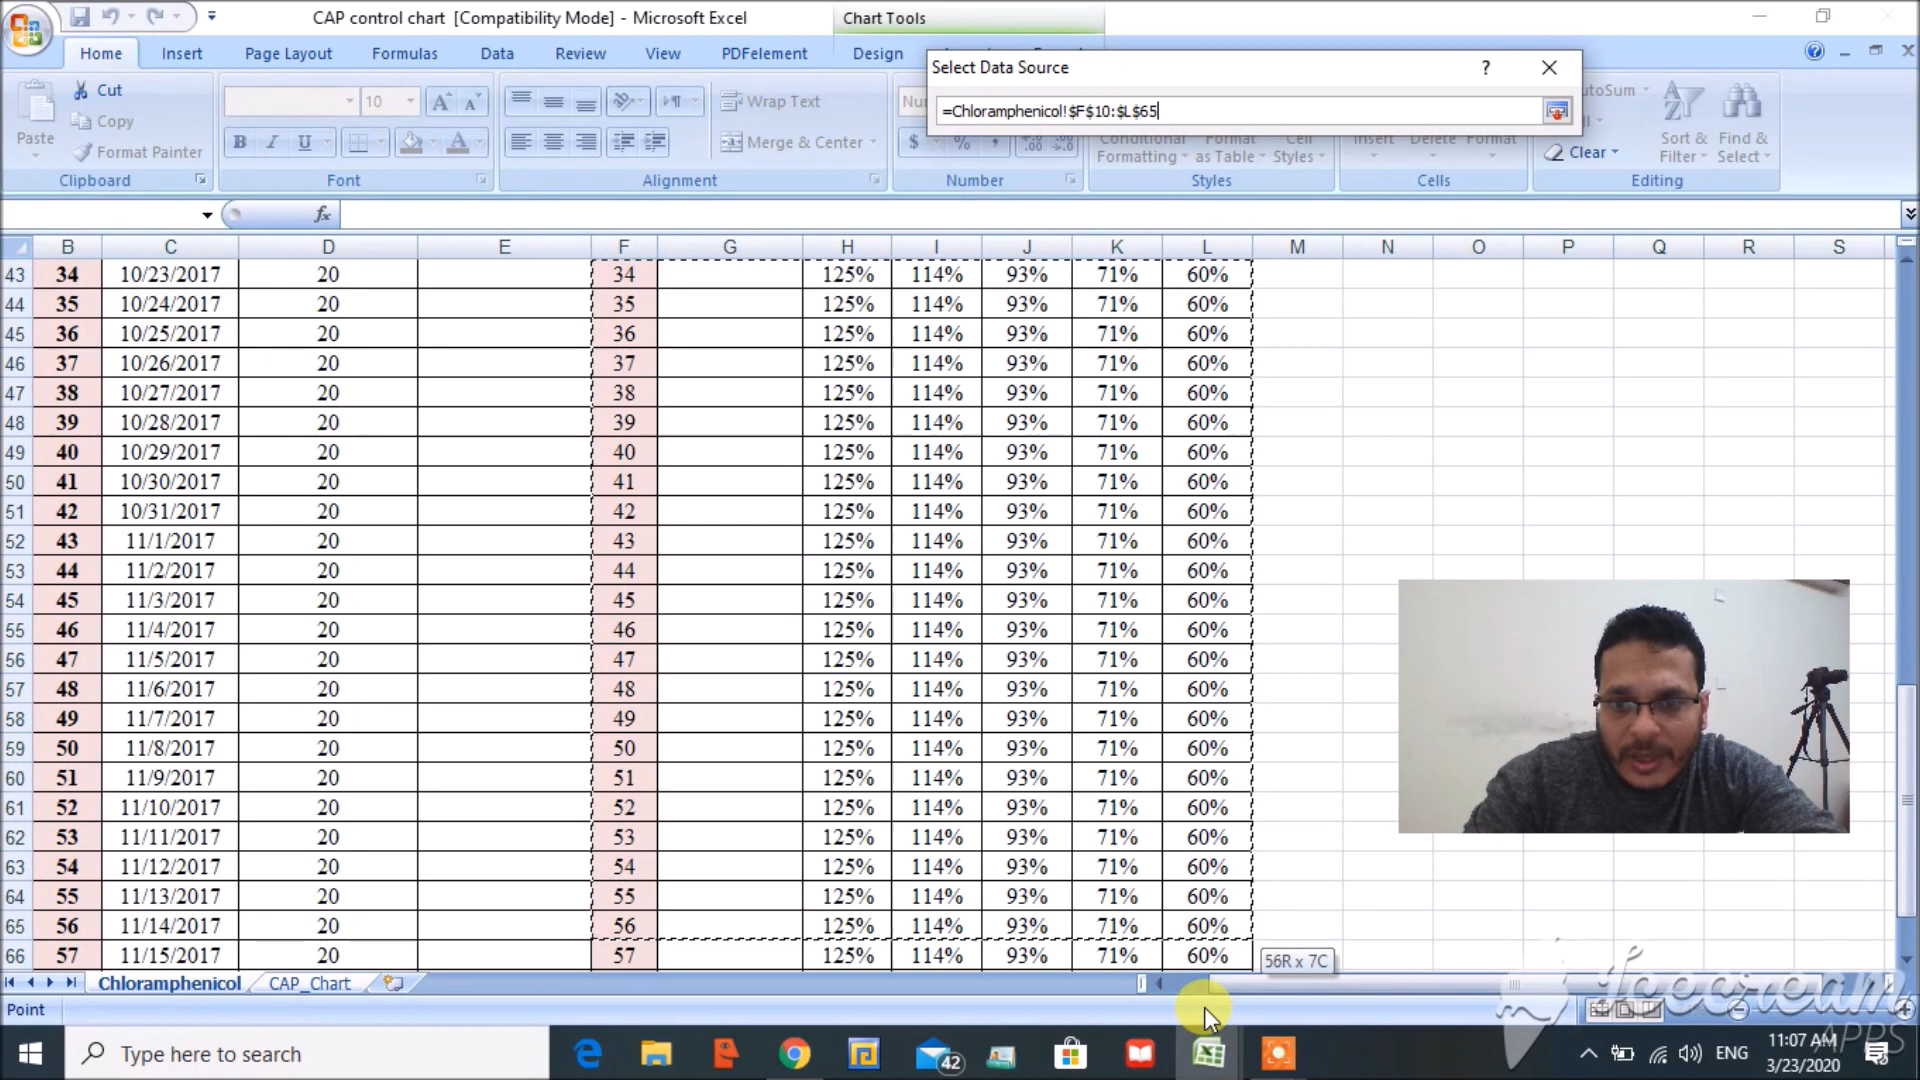 CAP control chart [Compatibility Mode] - Microsoft Excel
Chart Tools
Home Insert Page Layout Formulas Data Review View PDFelement Design
Select Data Source ?
=Chloramphenicol!$F$10:$L$65
Paste
Cut
Copy
Format Painter
Clipboard
10
B I U
Font
Wrap Text
Merge & Center
Alignment
$ % ,
Number
Conditional Formatting
as Table
Styles
Styles
Insert Delete Format
Cells
AutoSum
Clear
Sort & Filter
Find & Select
Editing
fx
B C D E F G H I J K L M N O P Q R S
43 34 10/23/2017 20 34 125% 114% 93% 71% 60%
44 35 10/24/2017 20 35 125% 114% 93% 71% 60%
45 36 10/25/2017 20 36 125% 114% 93% 71% 60%
46 37 10/26/2017 20 37 125% 114% 93% 71% 60%
47 38 10/27/2017 20 38 125% 114% 93% 71% 60%
48 39 10/28/2017 20 39 125% 114% 93% 71% 60%
49 40 10/29/2017 20 40 125% 114% 93% 71% 60%
50 41 10/30/2017 20 41 125% 114% 93% 71% 60%
51 42 10/31/2017 20 42 125% 114% 93% 71% 60%
52 43 11/1/2017 20 43 125% 114% 93% 71% 60%
53 44 11/2/2017 20 44 125% 114% 93% 71% 60%
54 45 11/3/2017 20 45 125% 114% 93% 71% 60%
55 46 11/4/2017 20 46 125% 114% 93% 71% 60%
56 47 11/5/2017 20 47 125% 114% 93% 71% 60%
57 48 11/6/2017 20 48 125% 114% 93% 71% 60%
58 49 11/7/2017 20 49 125% 114% 93% 71% 60%
59 50 11/8/2017 20 50 125% 114% 93% 71% 60%
60 51 11/9/2017 20 51 125% 114% 93% 71% 60%
61 52 11/10/2017 20 52 125% 114% 93% 71% 60%
62 53 11/11/2017 20 53 125% 114% 93% 71% 60%
63 54 11/12/2017 20 54 125% 114% 93% 71% 60%
64 55 11/13/2017 20 55 125% 114% 93% 71% 60%
65 56 11/14/2017 20 56 125% 114% 93% 71% 60%
66 57 11/15/2017 20 57 125% 114% 93% 71% 60%
56R x 7C
Chloramphenicol CAP_Chart
Point
Icecream
APPS
Type here to search
42
ENG
11:07 AM
3/23/2020